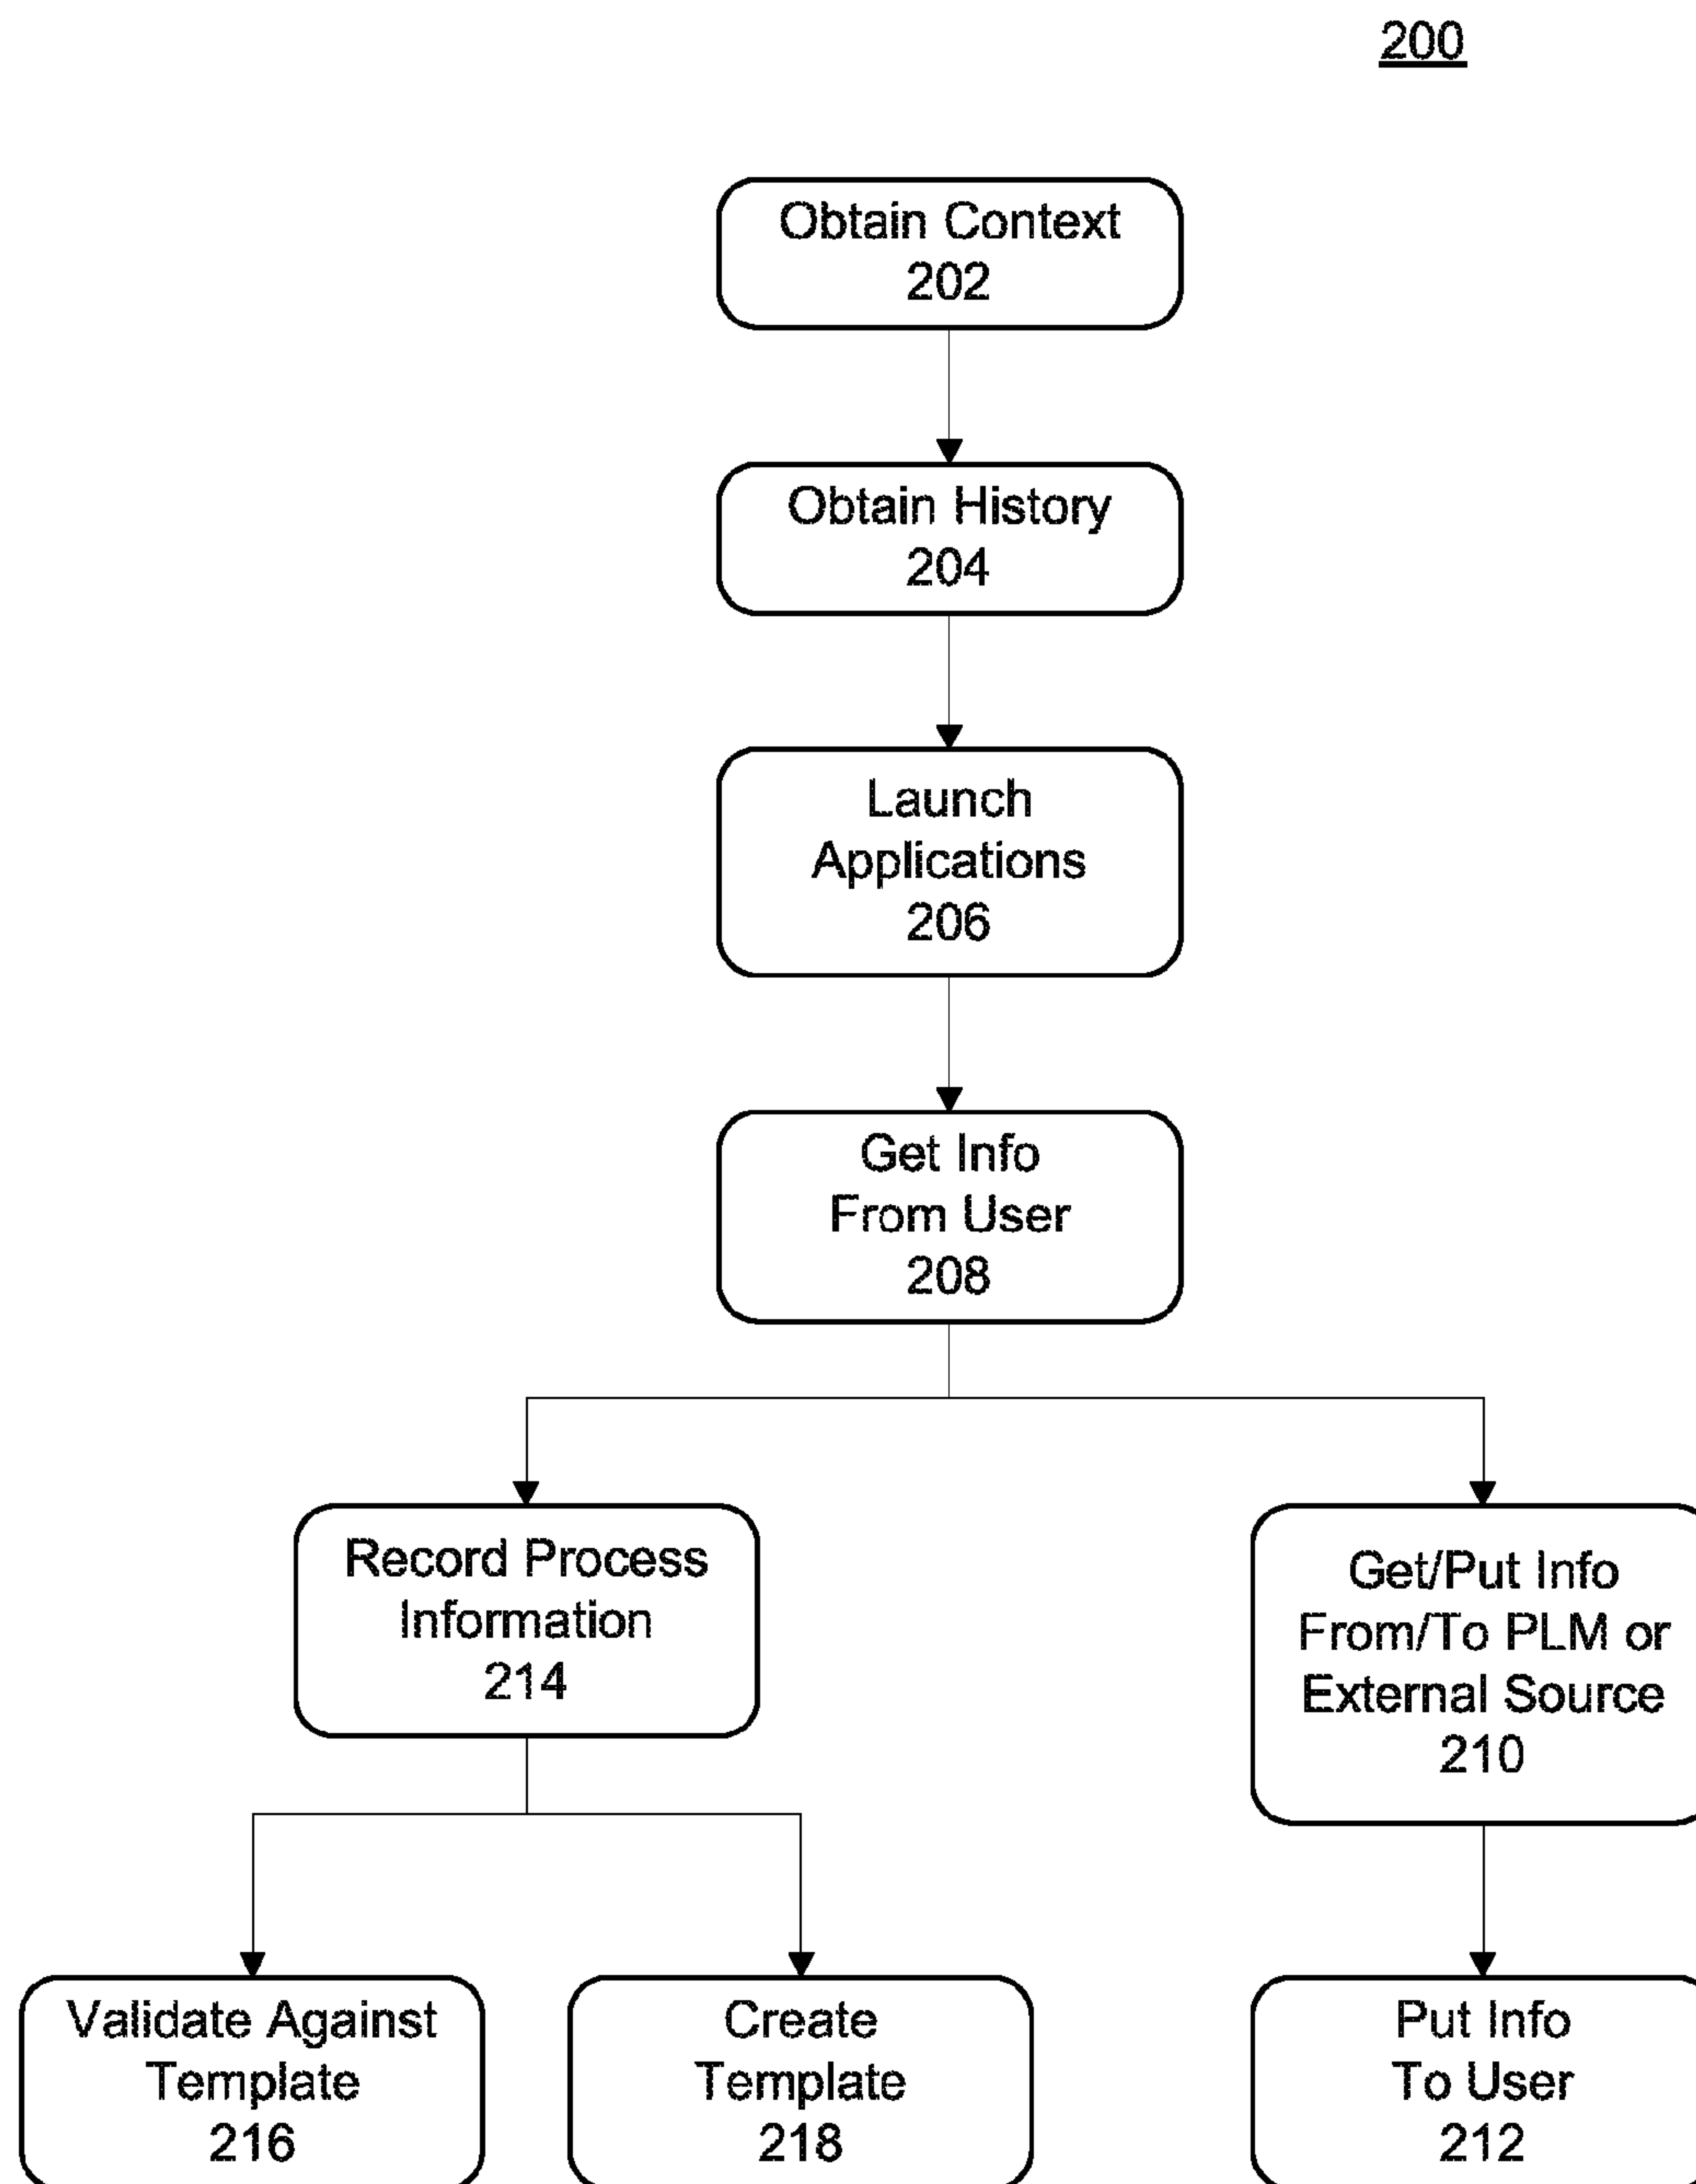 200
Obtain Context
202
Obtain History
204
Launch
Applications
206
Get Info
From User
208
Record Process
Information
214
Get/Put Info
From/To PLM or
External Source
210
Validate Against
Template
216
Create
Template
218
Put Info
To User
212